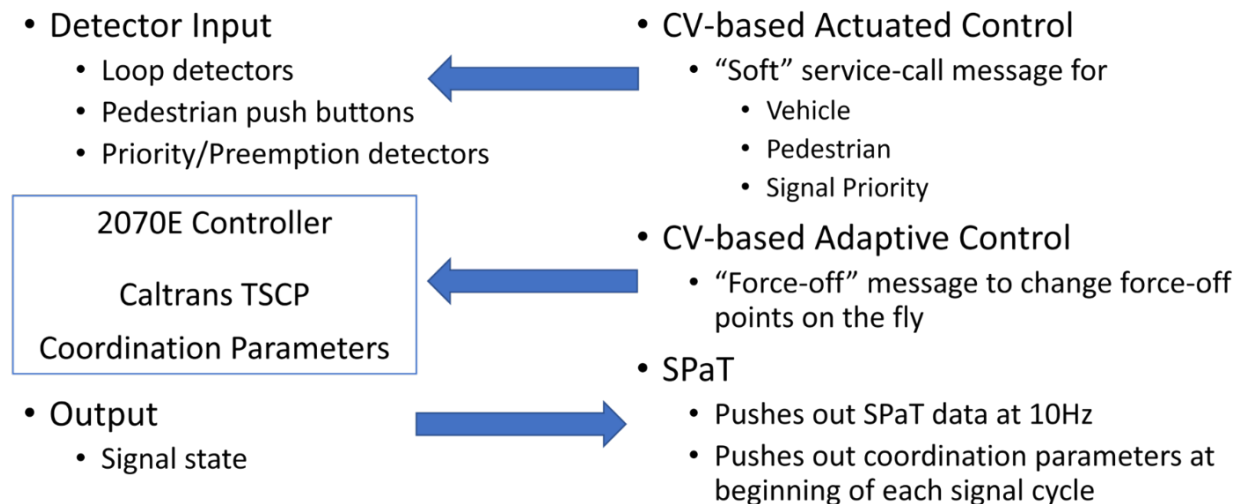 • Detector Input
• Loop detectors
• Pedestrian push buttons
• Priority/Preemption detectors
2070E Controller
Caltrans TSCP
Coordination Parameters
• Output
• Signal state
• CV-based Actuated Control
• “Soft” service-call message for
• Vehicle
• Pedestrian
• Signal Priority
• CV-based Adaptive Control
• “Force-off” message to change force-off
points on the fly
• SPaT
• Pushes out SPaT data at 10Hz
• Pushes out coordination parameters at
beginning of each signal cycle